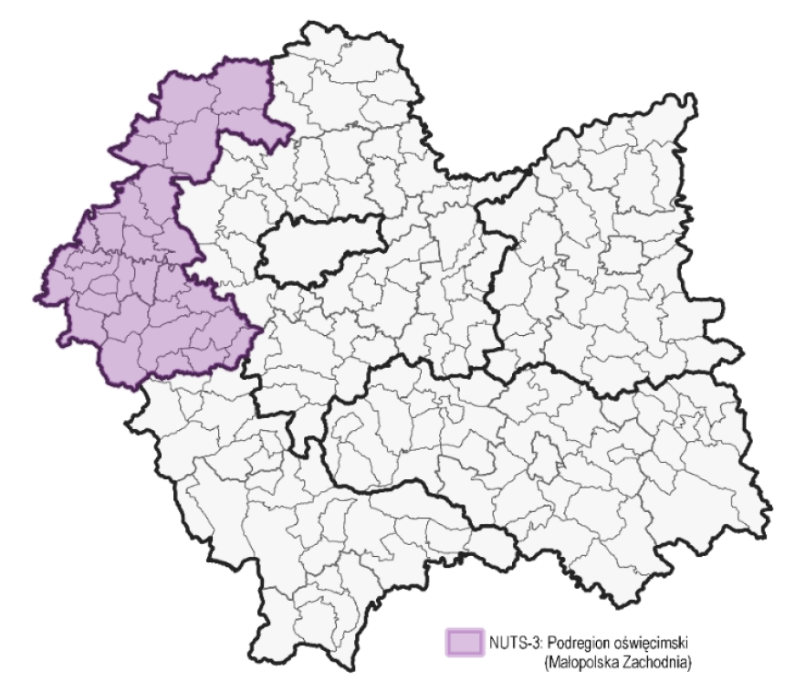 NUTS-3: Podregion oświęcimski
(Małopolska Zachodnia)